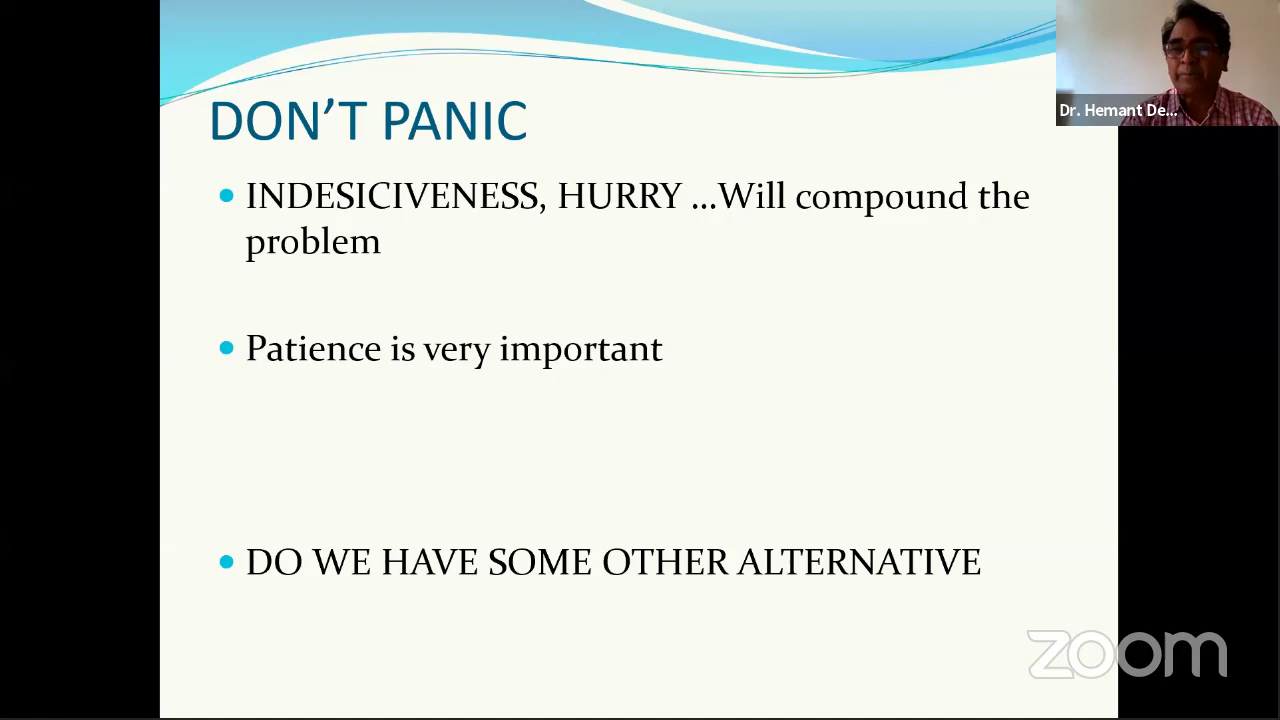 DON’T PANIC
INDESICIVENESS, HURRY ...Will compound the
problem
Patience is very important
DO WE HAVE SOME OTHER ALTERNATIVE
Dr. Hemant De...
zoom